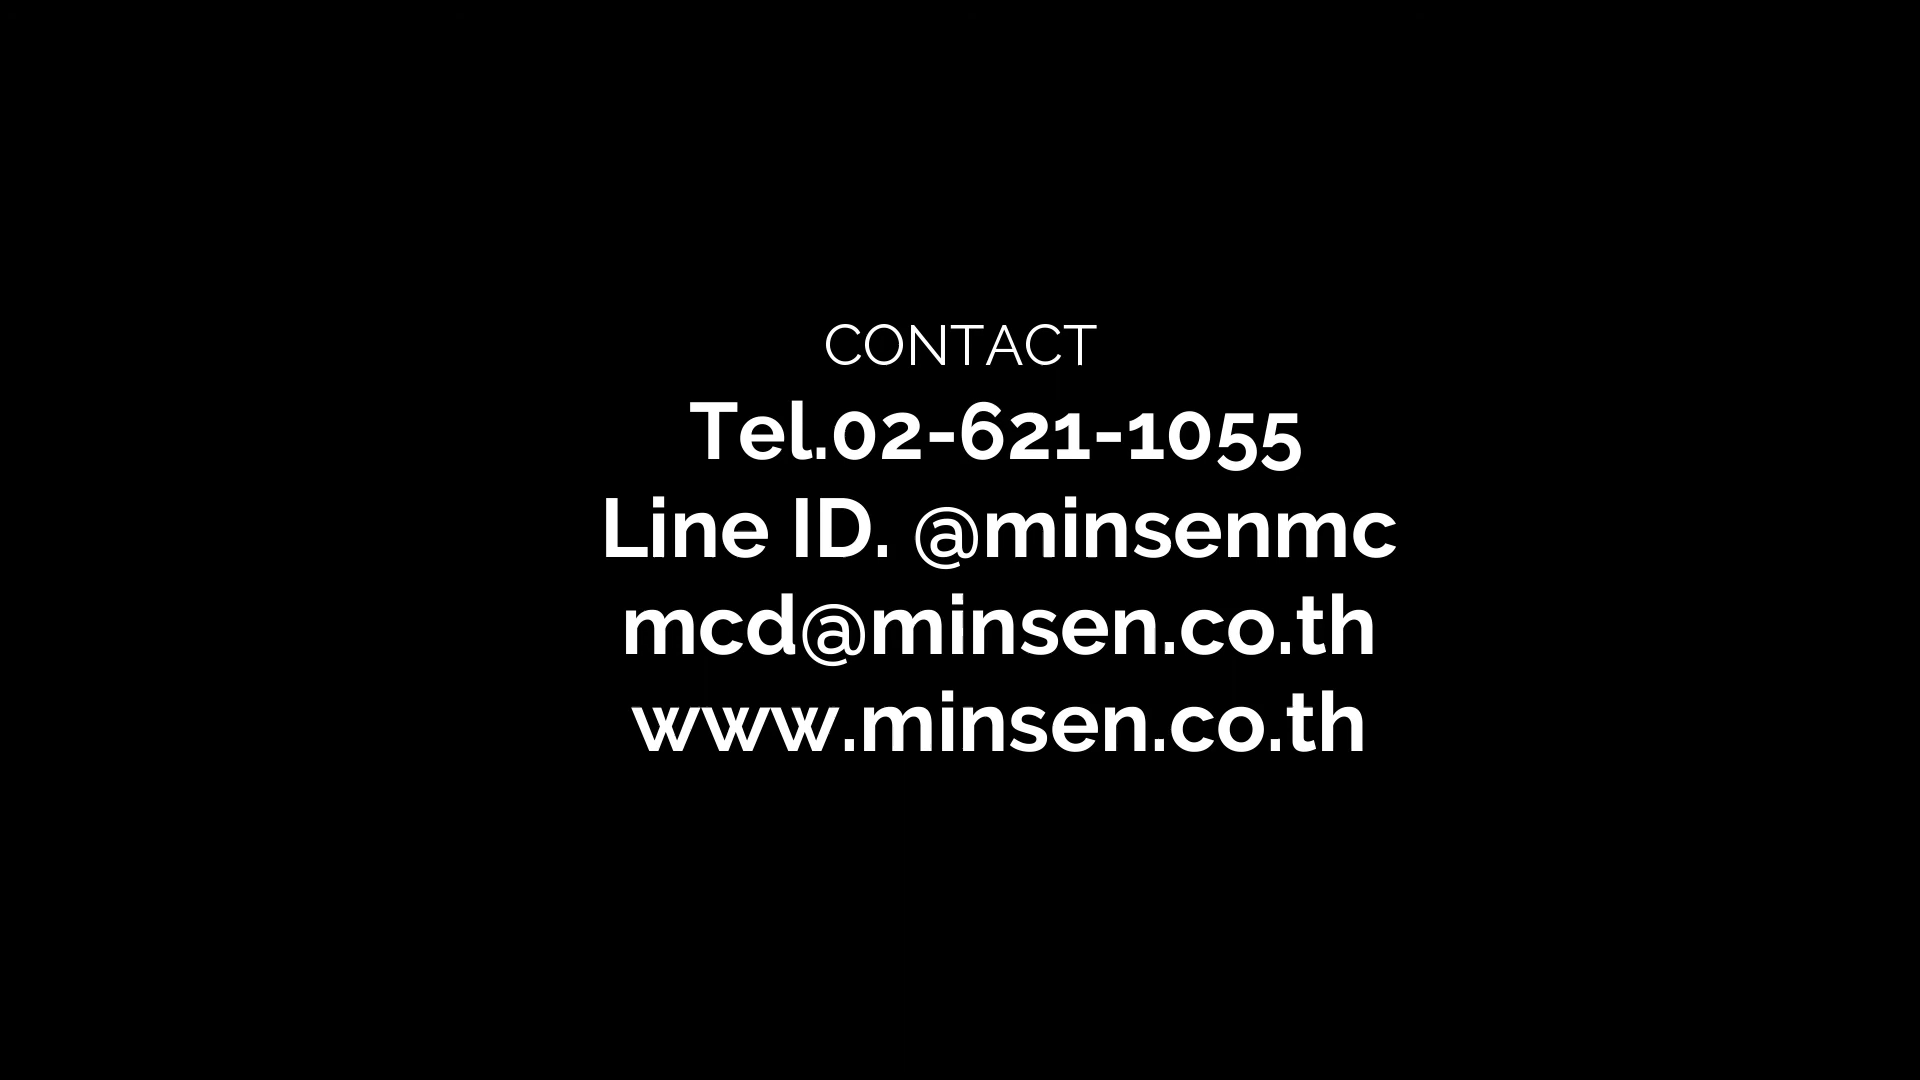 CONTACT
Tel.02-621-1055
Line ID. @minsenmc
mcd@minsen.co.th
www.minsen.co.th